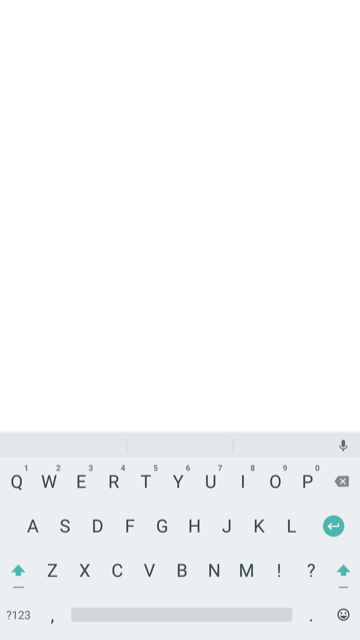 1 2 3 4 5 6 7 8 9 0
Q W E R T Y U I O P
A S D F G H J K L
Z X C V B N M ! ?
?123 , .